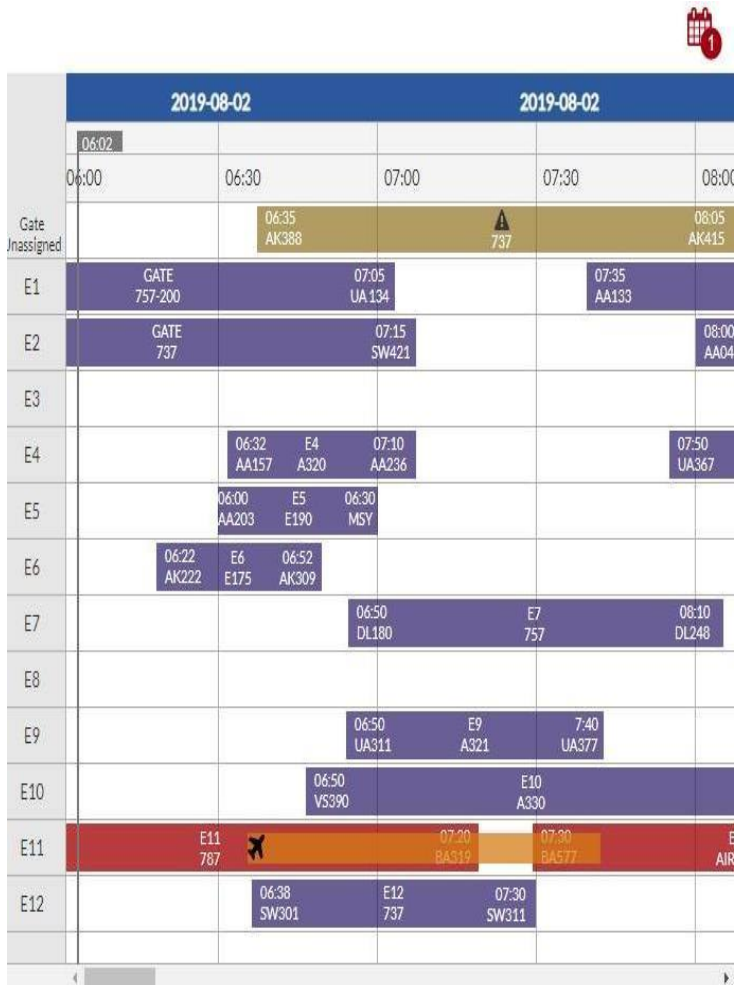 1
2019-08-02 2019-08-02
06:02
06:00 06:30 07:00 07:30 08:00
Gate
Unassigned
06:35 08:05
AK388 737 AK415
E1
GATE 07:05 07:35
757-200 UA134 AA133
E2
GATE 07:15 08:00
737 SW421 AA04
E3
E4
06:32 E4 07:10 07:50
AA157 A320 AA236 UA367
E5
06:00 E5 06:30
AA203 E190 MSY
E6
06:22 E6 06:52
AK222 E175 AK309
E7
06:50 E7 08:10
DL180 757 DL248
E8
E9
06:50 E9 7:40
UA311 A321 UA377
E10
06:50 E10
VS390 A330
E11
E11 07:20 07:30 E
787 BA319 BA577 AIR
E12
06:38 E12 07:30
SW301 737 SW311